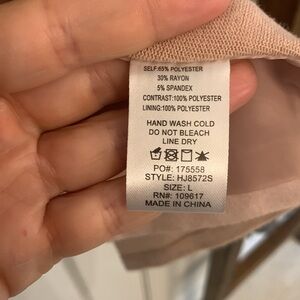 SELF:65% POLYESTER
30% RAYON
5% SPANDEX
CONTRAST:100% POLYESTER
LINING:100% POLYESTER
HAND WASH COLD
DO NOT BLEACH
LINE DRY
PO#: 175558
STYLE: HJ8572S
SIZE: L
RN#: 109617
MADE IN CHINA